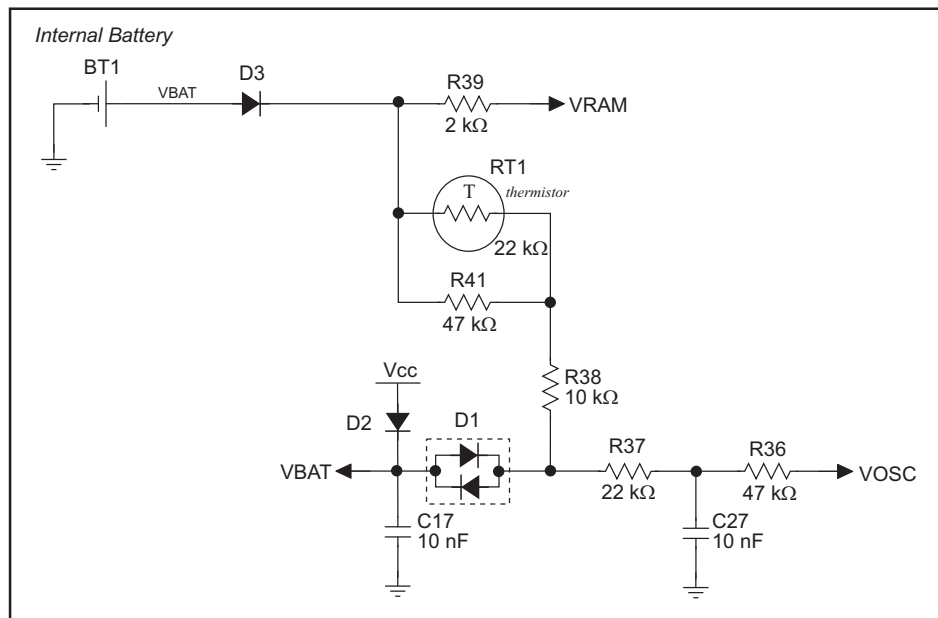 Internal Battery
BT1
VBAT
D3
R39
2 kΩ
VRAM
RT1
T
thermistor
22 kΩ
R41
47 kΩ
R38
10 kΩ
Vcc
D2
D1
VBAT
C17
10 nF
R37
22 kΩ
R36
47 kΩ
VOSC
C27
10 nF